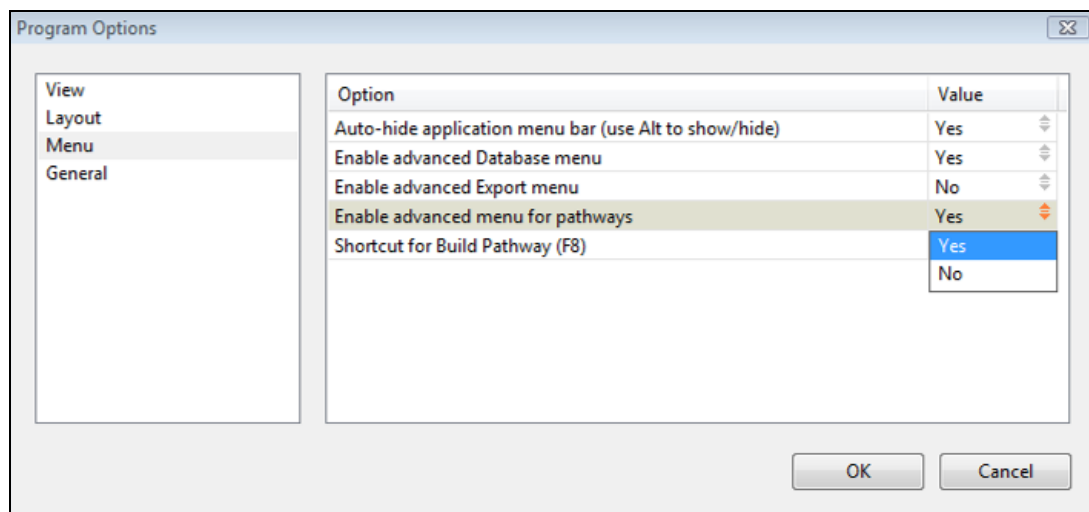 Program Options
View
Layout
Menu
General
Option Value
Auto-hide application menu bar (use Alt to show/hide) Yes
Enable advanced Database menu Yes
Enable advanced Export menu No
Enable advanced menu for pathways Yes
Shortcut for Build Pathway (F8)
Yes
No
OK Cancel